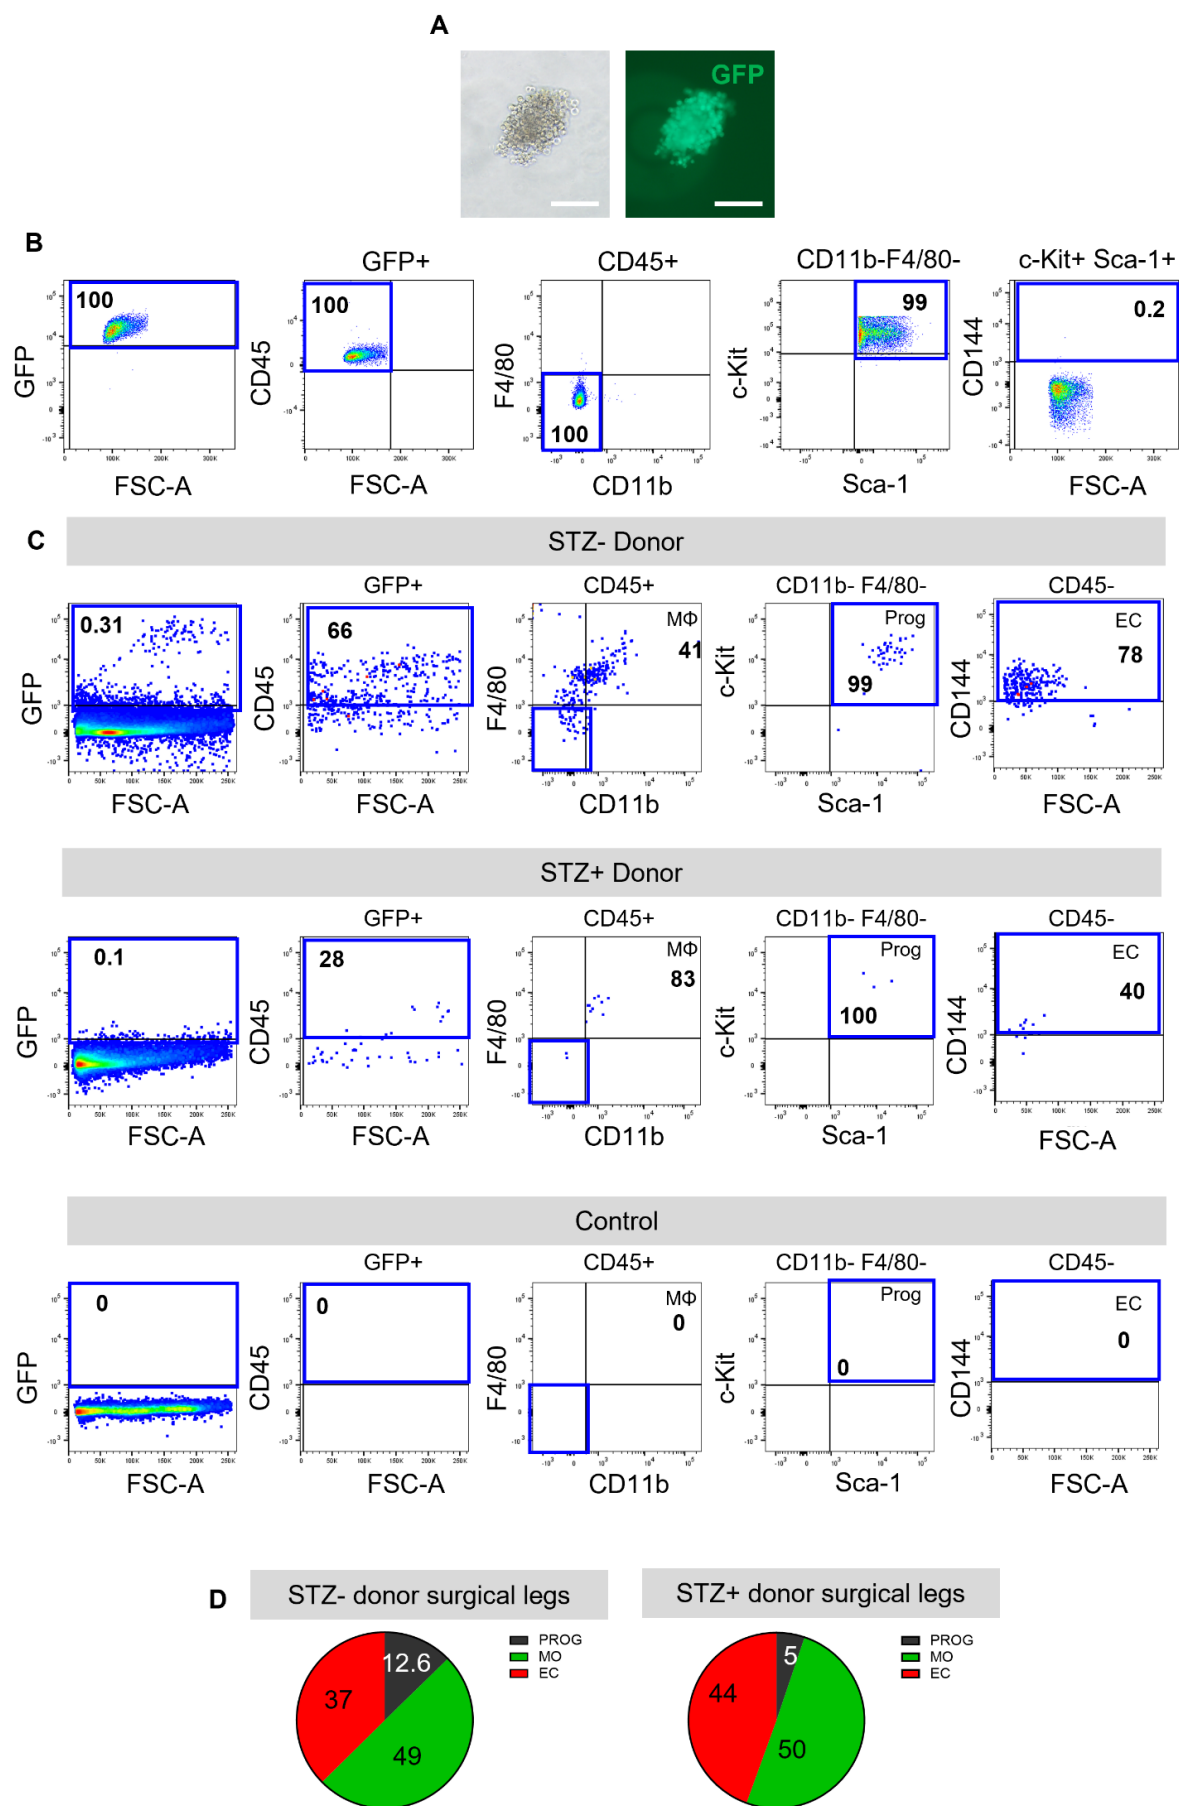 A
GFP
B
GFP+
CD45+
CD11b-F4/80-
c-Kit+ Sca-1+
100
100
100
99
0.2
GFP
CD45
F4/80
c-Kit
CD144
FSC-A
FSC-A
CD11b
Sca-1
FSC-A
C
STZ- Donor
GFP+
CD45+
CD11b- F4/80-
CD45-
0.31
66
MΦ
41
Prog
99
EC
78
GFP
CD45
F4/80
c-Kit
CD144
FSC-A
FSC-A
CD11b
Sca-1
FSC-A
STZ+ Donor
GFP+
CD45+
CD11b- F4/80-
CD45-
0.1
28
MΦ
83
Prog
100
EC
40
GFP
CD45
F4/80
c-Kit
CD144
FSC-A
FSC-A
CD11b
Sca-1
FSC-A
Control
GFP+
CD45+
CD11b- F4/80-
CD45-
0
0
MΦ
0
Prog
0
EC
0
GFP
CD45
F4/80
c-Kit
CD144
FSC-A
FSC-A
CD11b
Sca-1
FSC-A
D
STZ- donor surgical legs
STZ+ donor surgical legs
12.6
37
49
PROG
MO
EC
5
44
50
PROG
MO
EC